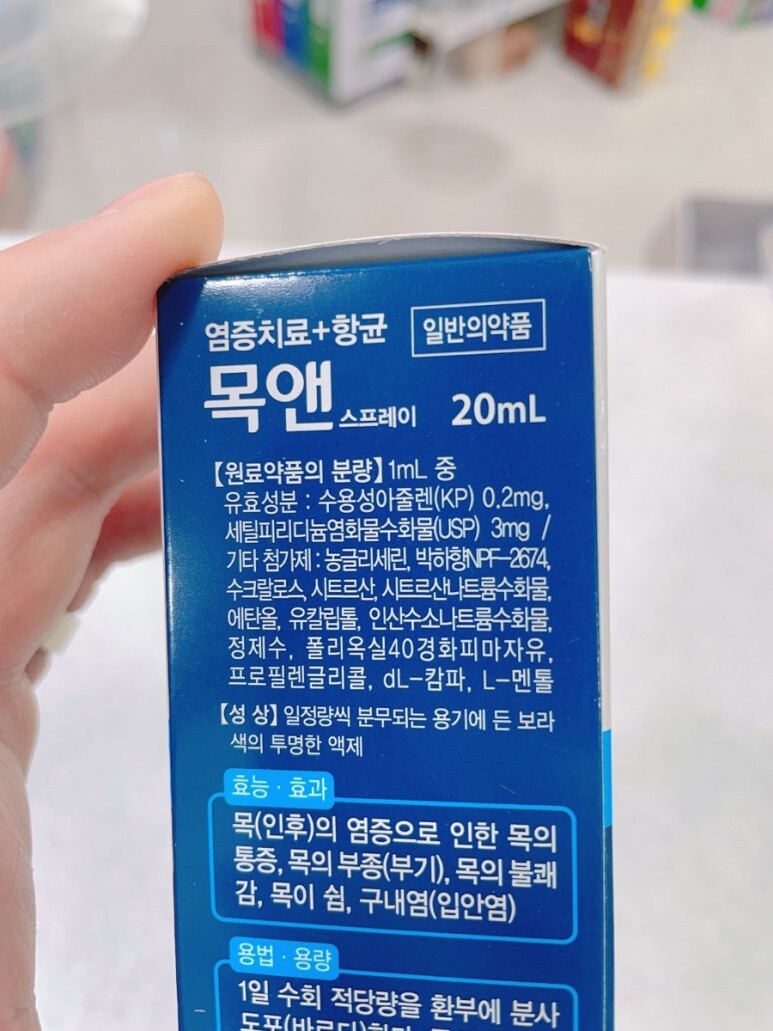 염증치료+항균 일반의약품
목앤 스프레이 20mL
【원료약품의 분량】 1mL 중
유효성분 : 수용성아줄렌(KP) 0.2mg,
세틸피리디늄염화물수화물(USP) 3mg /
기타 첨가제 : 농글리세린, 박하향NPF-2674,
수크랄로스, 시트르산, 시트르산나트륨수화물,
에탄올, 유칼립톨, 인산수소나트륨수화물,
정제수, 폴리옥실40경화피마자유,
프로필렌글리콜, dL-캄파, L-멘톨
【성 상】 일정량씩 분무되는 용기에 든 보라
색의 투명한 액제
효능 · 효과
목(인후)의 염증으로 인한 목의
통증, 목의 부종(부기), 목의 불쾌
감, 목이 쉼, 구내염(입안염)
용법 · 용량
1일 수회 적당량을 환부에 분사